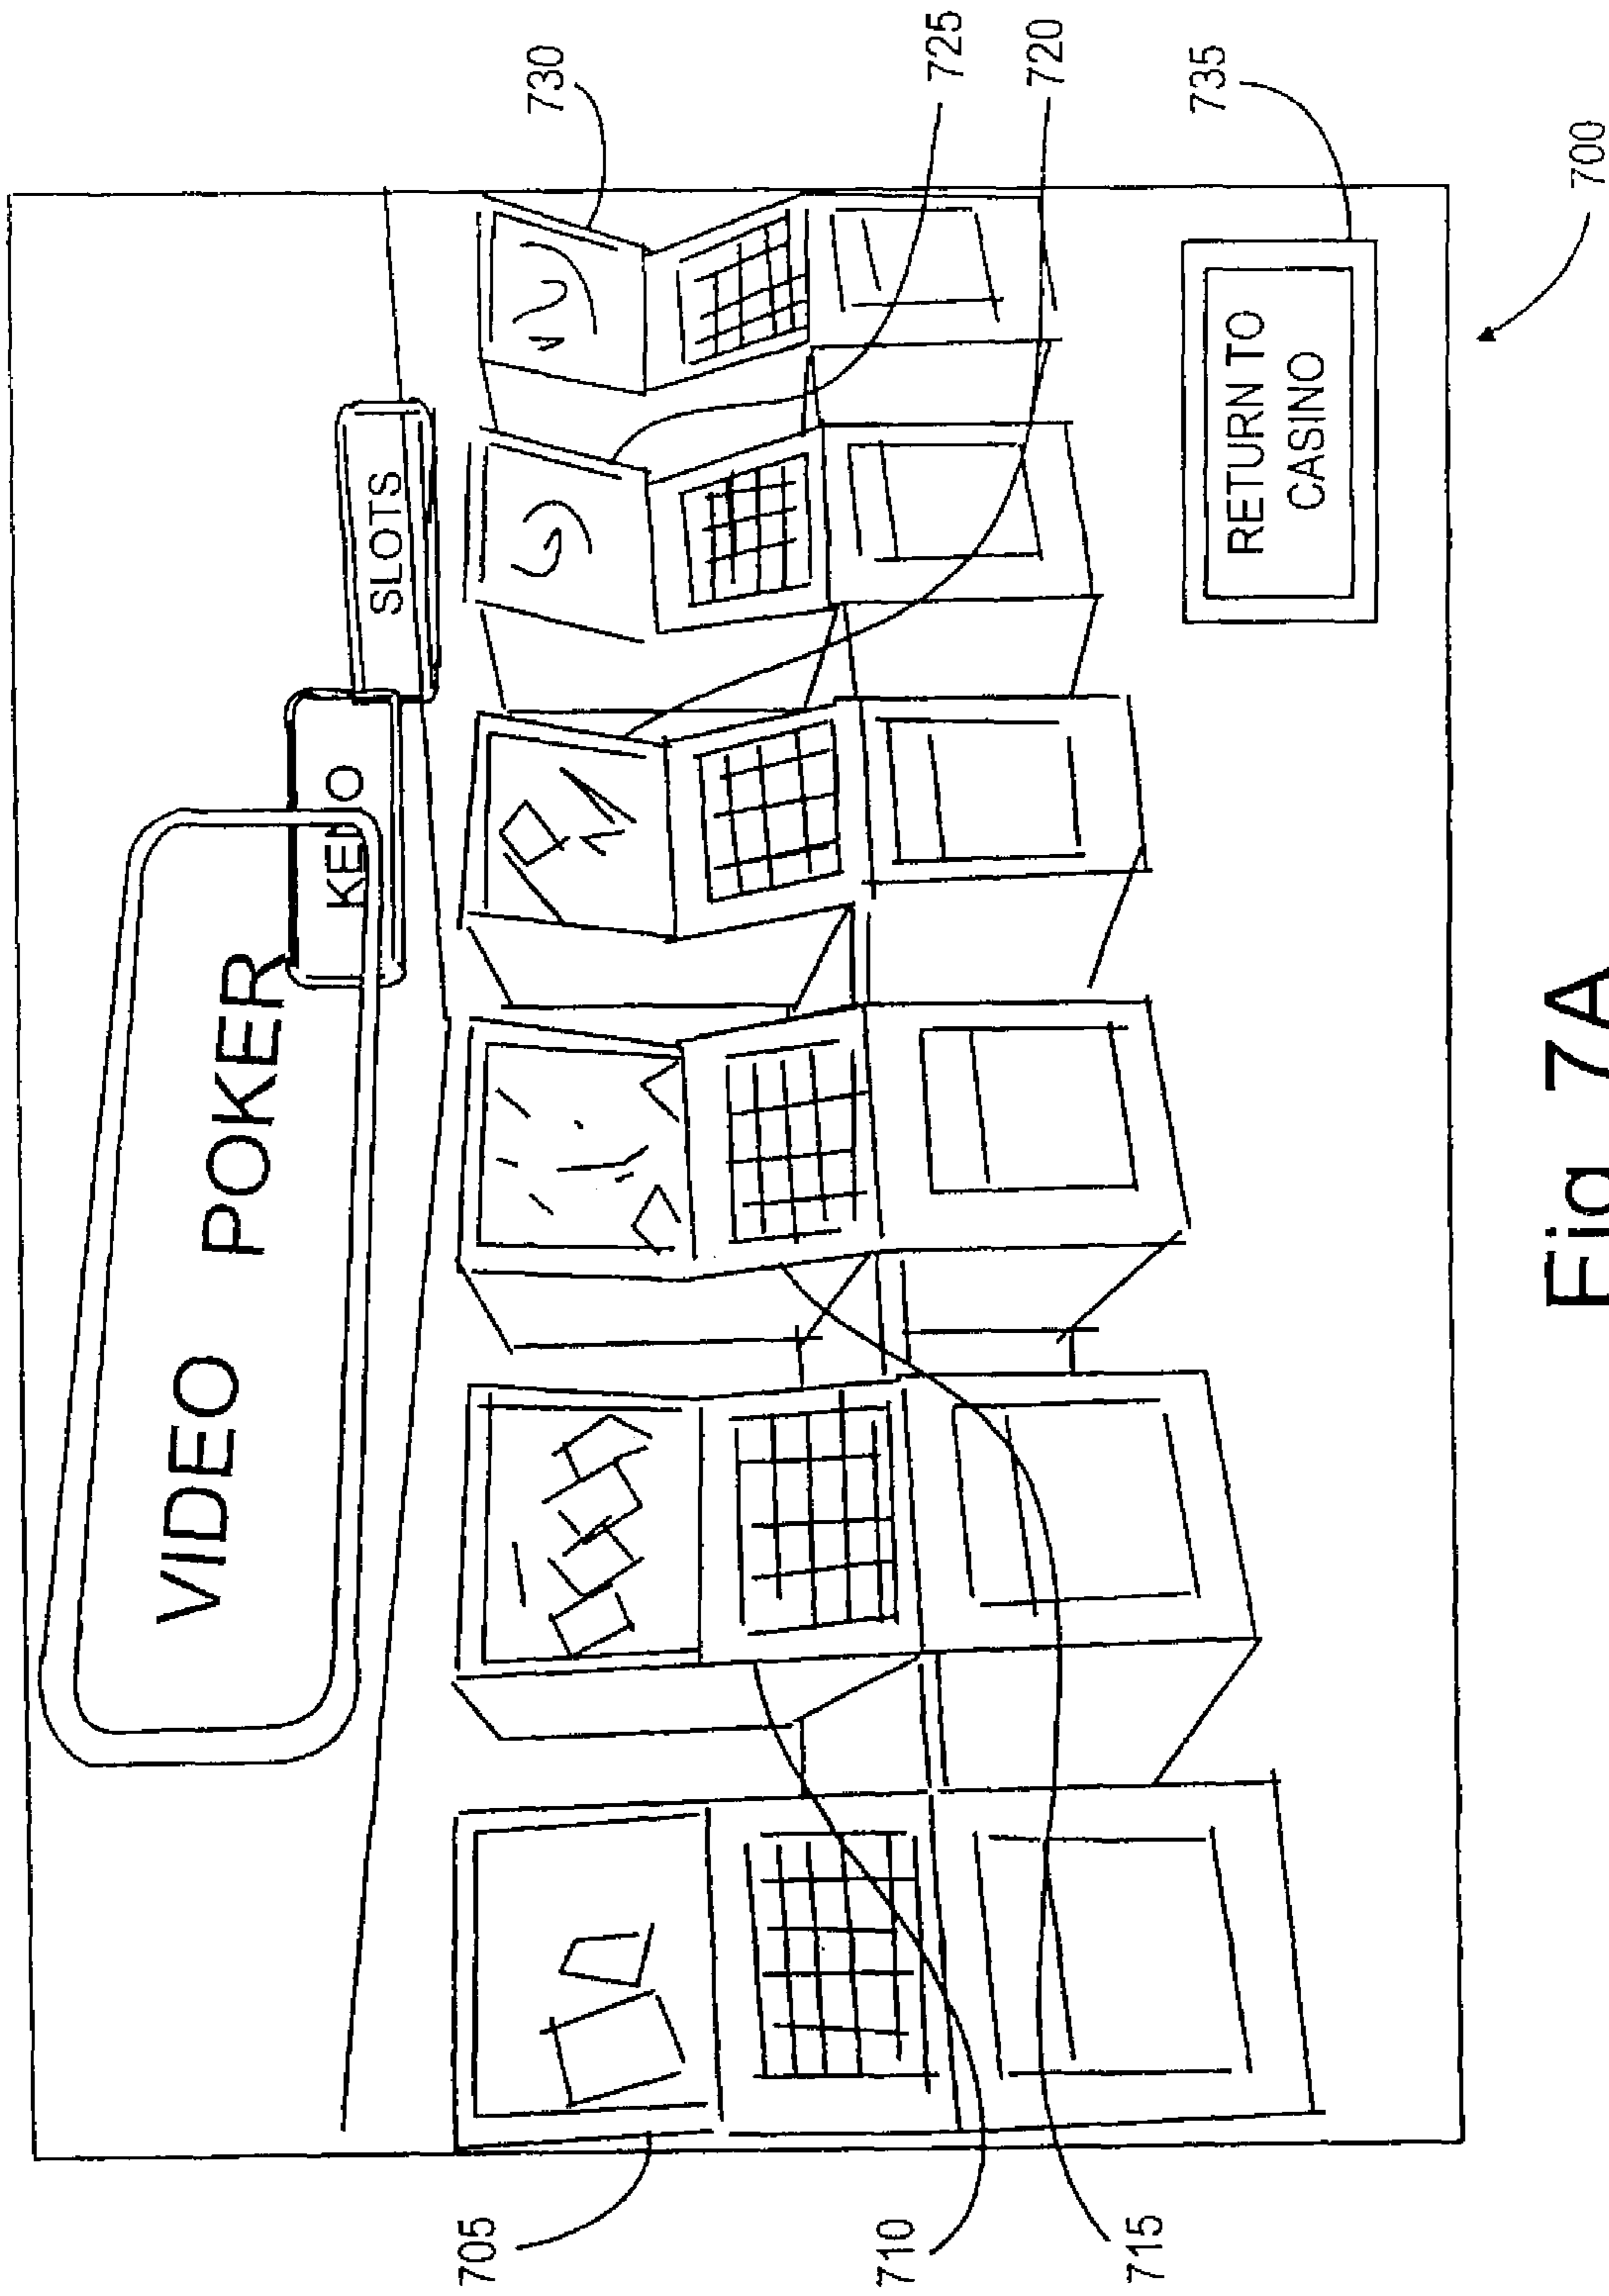 VIDEO POKER
KENO
SLOTS
730
725
720
705
710
715
RETURN TO
CASINO
735
700
Fig. 7A